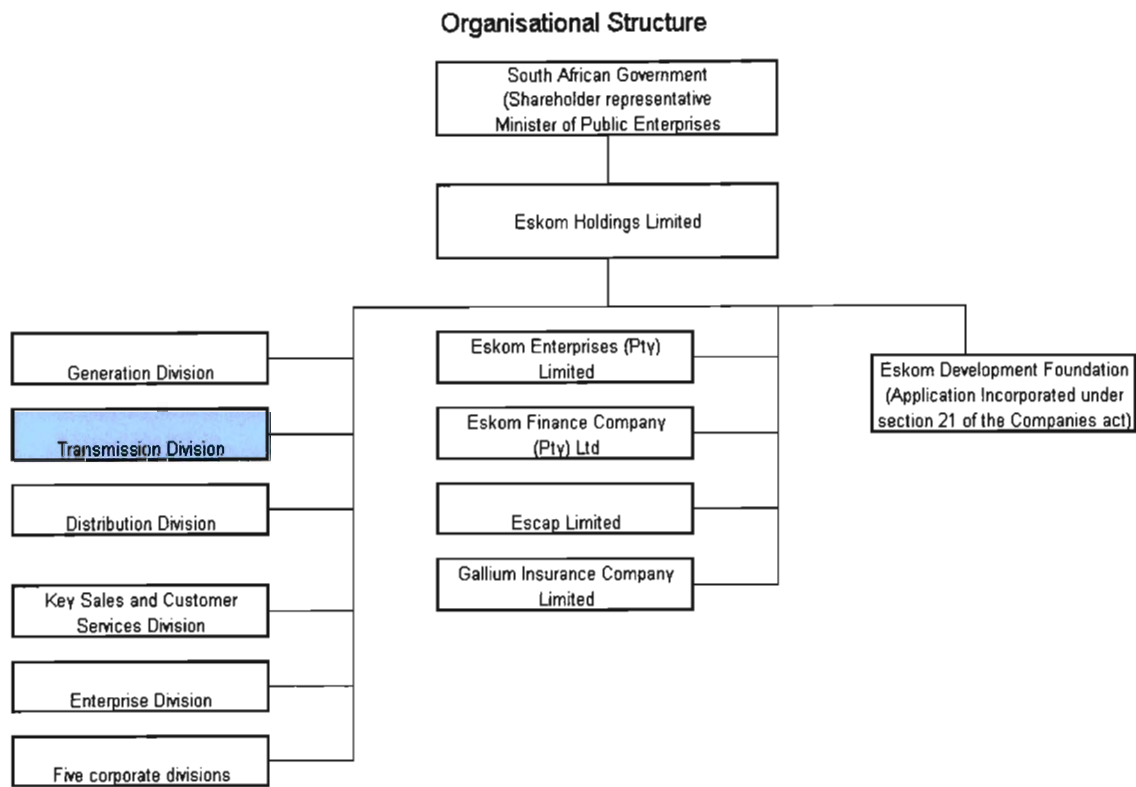 Organisational Structure
South African Government
(Shareholder representative
Minister of Public Enterprises
Eskom Holdings Limited
Generation Division
Transmission Division
Distribution Division
Key Sales and Customer
Services Division
Enterprise Division
Five corporate divisions
Eskom Enterprises (Pty)
Limited
Eskom Finance Company
(Pty) Ltd
Escap Limited
Gallium Insurance Company
Limited
Eskom Development Foundation
(Application Incorporated under
section 21 of the Companies act)